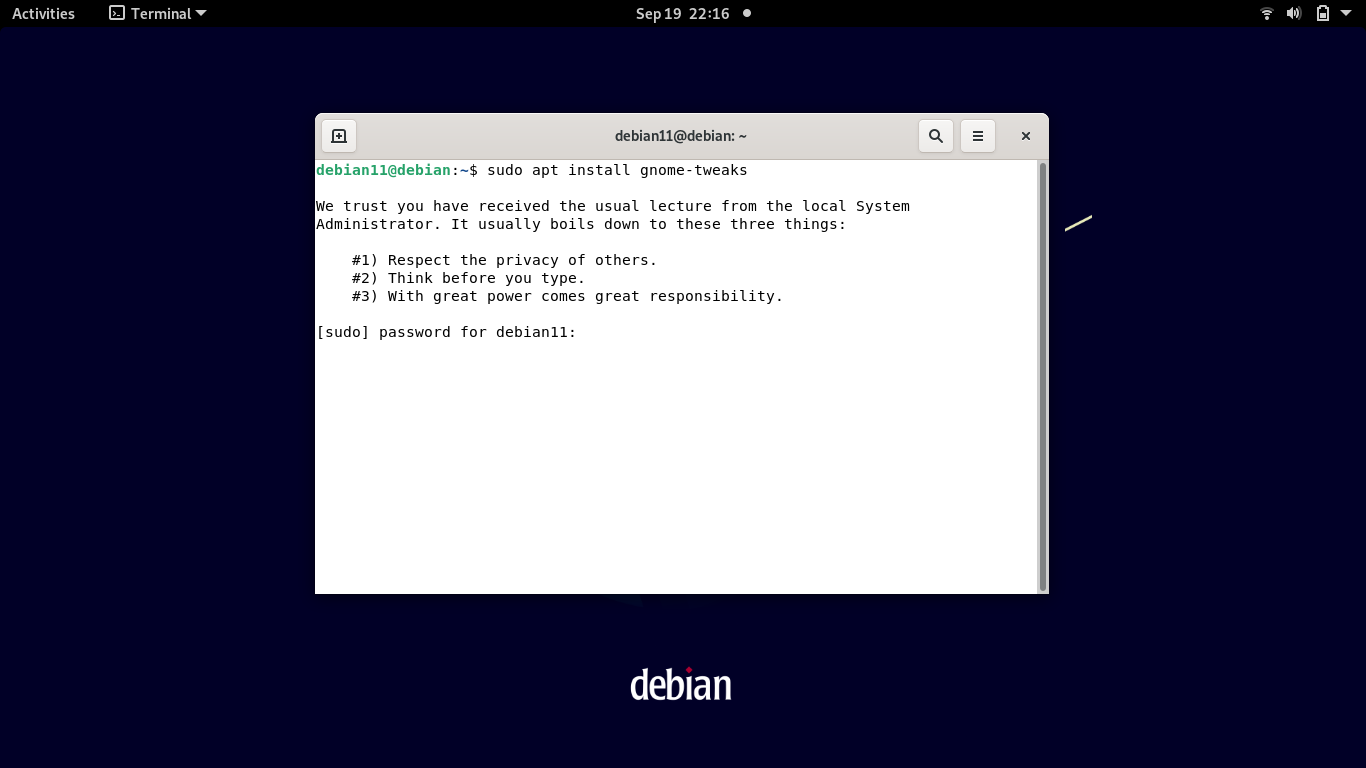 Activities
Terminal
Sep 19 22:16
debian11@debian: ~
debian11@debian:~$ sudo apt install gnome-tweaks
We trust you have received the usual lecture from the local System
Administrator. It usually boils down to these three things:
#1) Respect the privacy of others.
#2) Think before you type.
#3) With great power comes great responsibility.
[sudo] password for debian11:
debian